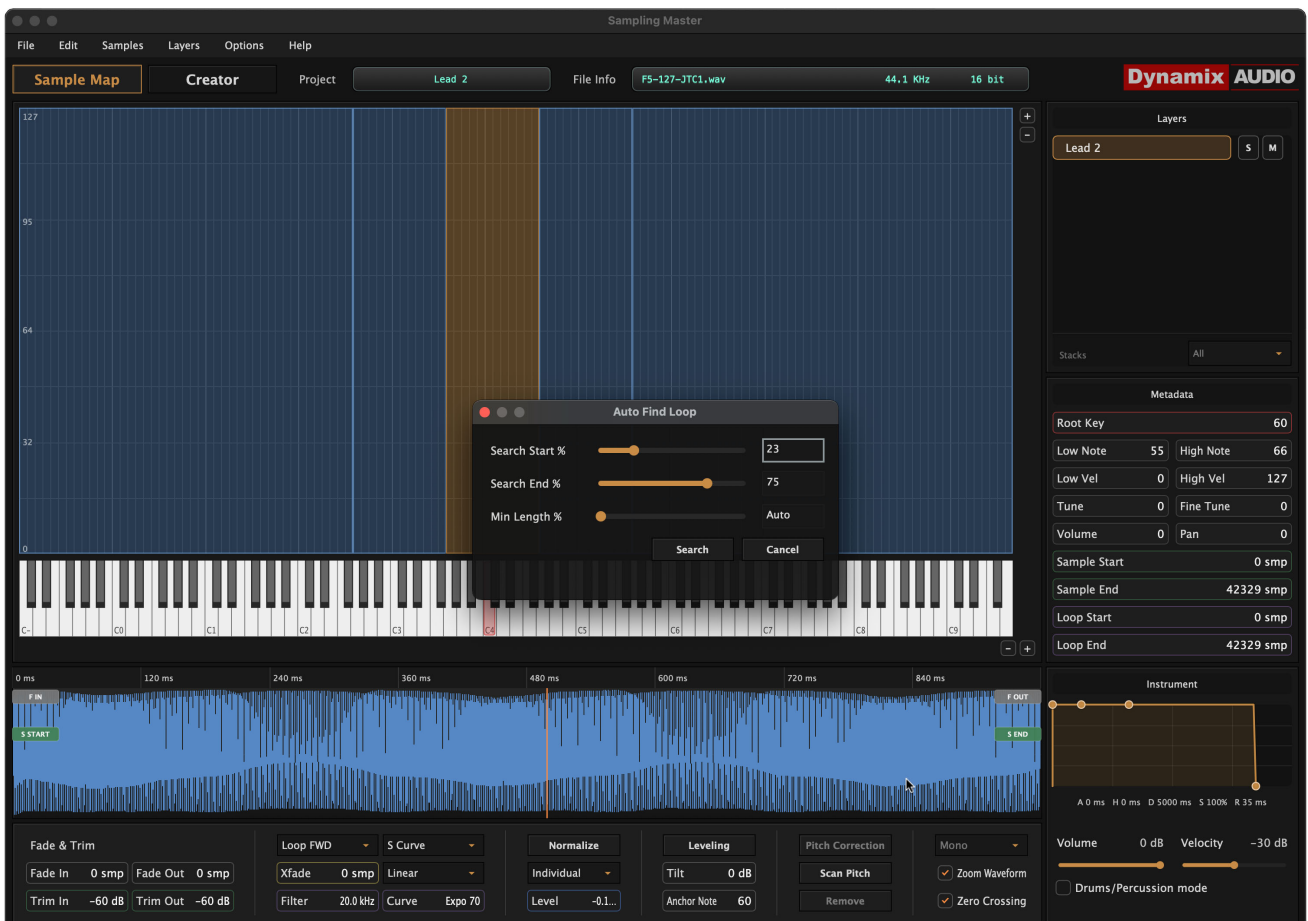 Sampling Master
File Edit Samples Layers Options Help
Sample Map Creator Project Lead 2 File Info F5-127-JTC1.wav 44.1 KHz 16 bit Dynamix AUDIO
127
95
64
32
0
+
-
Layers
Lead 2 S M
Stacks All
Auto Find Loop
Search Start % 23
Search End % 75
Min Length % Auto
Search Cancel
C- C0 C1 C2 C3 C4 C5 C6 C7 C8 C9
- +
Metadata
Root Key 60
Low Note 55 High Note 66
Low Vel 0 High Vel 127
Tune 0 Fine Tune 0
Volume 0 Pan 0
Sample Start 0 smp
Sample End 42329 smp
Loop Start 0 smp
Loop End 42329 smp
0 ms 120 ms 240 ms 360 ms 480 ms 600 ms 720 ms 840 ms
F IN F OUT
S START S END
Instrument
A 0 ms H 0 ms D 5000 ms S 100% R 35 ms
Volume 0 dB Velocity -30 dB
Drums/Percussion mode
Fade & Trim Loop FWD S Curve Normalize Leveling Pitch Correction Mono
Fade In 0 smp Fade Out 0 smp Xfade 0 smp Linear Individual Tilt 0 dB Scan Pitch Zoom Waveform
Trim In -60 dB Trim Out -60 dB Filter 20.0 kHz Curve Expo 70 Level -0.1... Anchor Note 60 Remove Zero Crossing